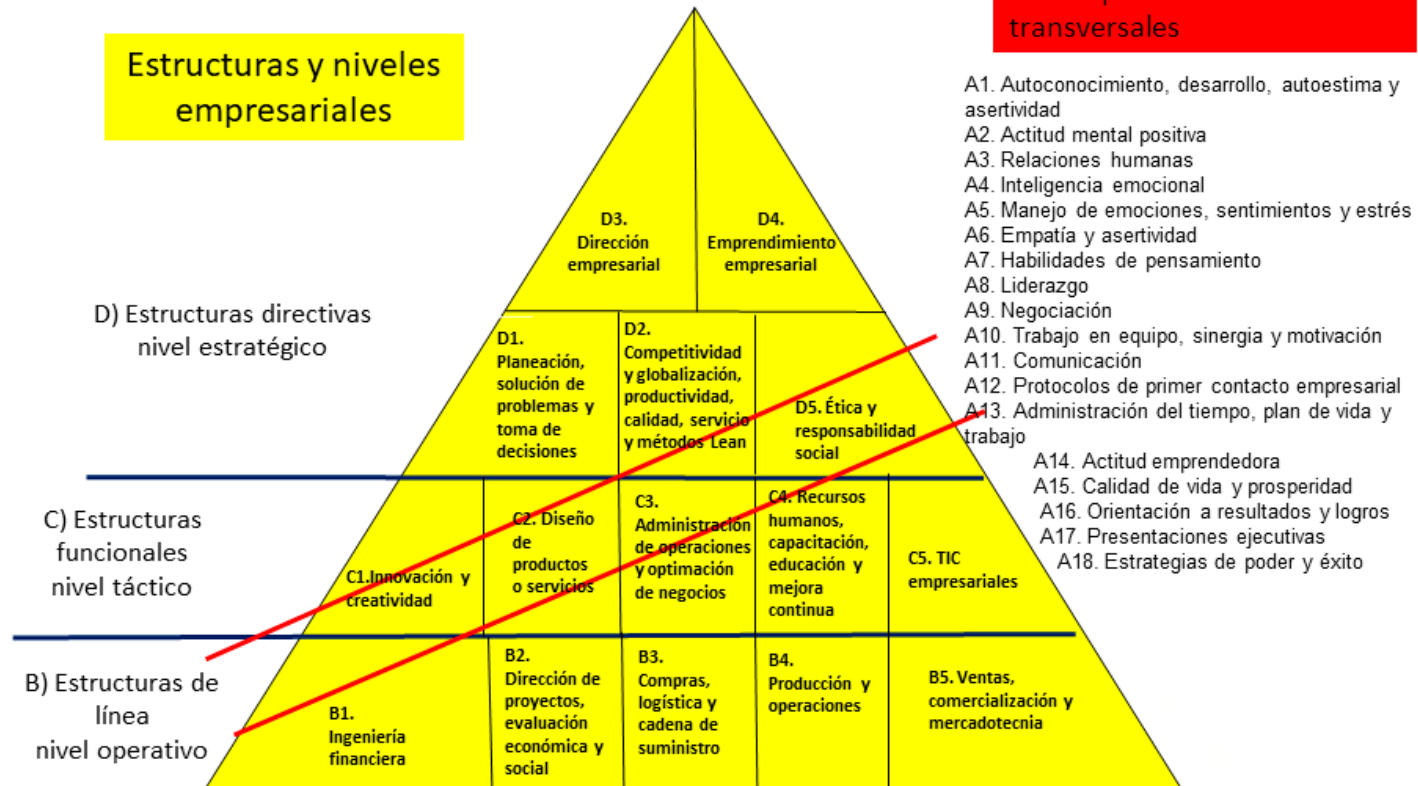 Estructuras y niveles
empresariales
transversales
A1. Autoconocimiento, desarrollo, autoestima y
asertividad
A2. Actitud mental positiva
A3. Relaciones humanas
A4. Inteligencia emocional
A5. Manejo de emociones, sentimientos y estrés
A6. Empatía y asertividad
A7. Habilidades de pensamiento
A8. Liderazgo
A9. Negociación
A10. Trabajo en equipo, sinergia y motivación
A11. Comunicación
A12. Protocolos de primer contacto empresarial
A13. Administración del tiempo, plan de vida y
trabajo
A14. Actitud emprendedora
A15. Calidad de vida y prosperidad
A16. Orientación a resultados y logros
A17. Presentaciones ejecutivas
A18. Estrategias de poder y éxito
D) Estructuras directivas
nivel estratégico
D3.
Dirección
empresarial
D4.
Emprendimiento
empresarial
D1.
Planeación,
solución de
problemas y
toma de
decisiones
D2.
Competitividad
y globalización,
productividad,
calidad, servicio
y métodos Lean
D5. Ética y
responsabilidad
social
C) Estructuras
funcionales
nivel táctico
C1.Innovación y
creatividad
C2. Diseño
de
productos
o servicios
C3.
Administración
de operaciones
y optimación
de negocios
C4. Recursos
humanos,
capacitación,
educación y
mejora
continua
C5. TIC
empresariales
B) Estructuras de
línea
nivel operativo
B1.
Ingeniería
financiera
B2.
Dirección de
proyectos,
evaluación
económica y
social
B3.
Compras,
logística y
cadena de
suministro
B4.
Producción y
operaciones
B5. Ventas,
comercialización y
mercadotecnia